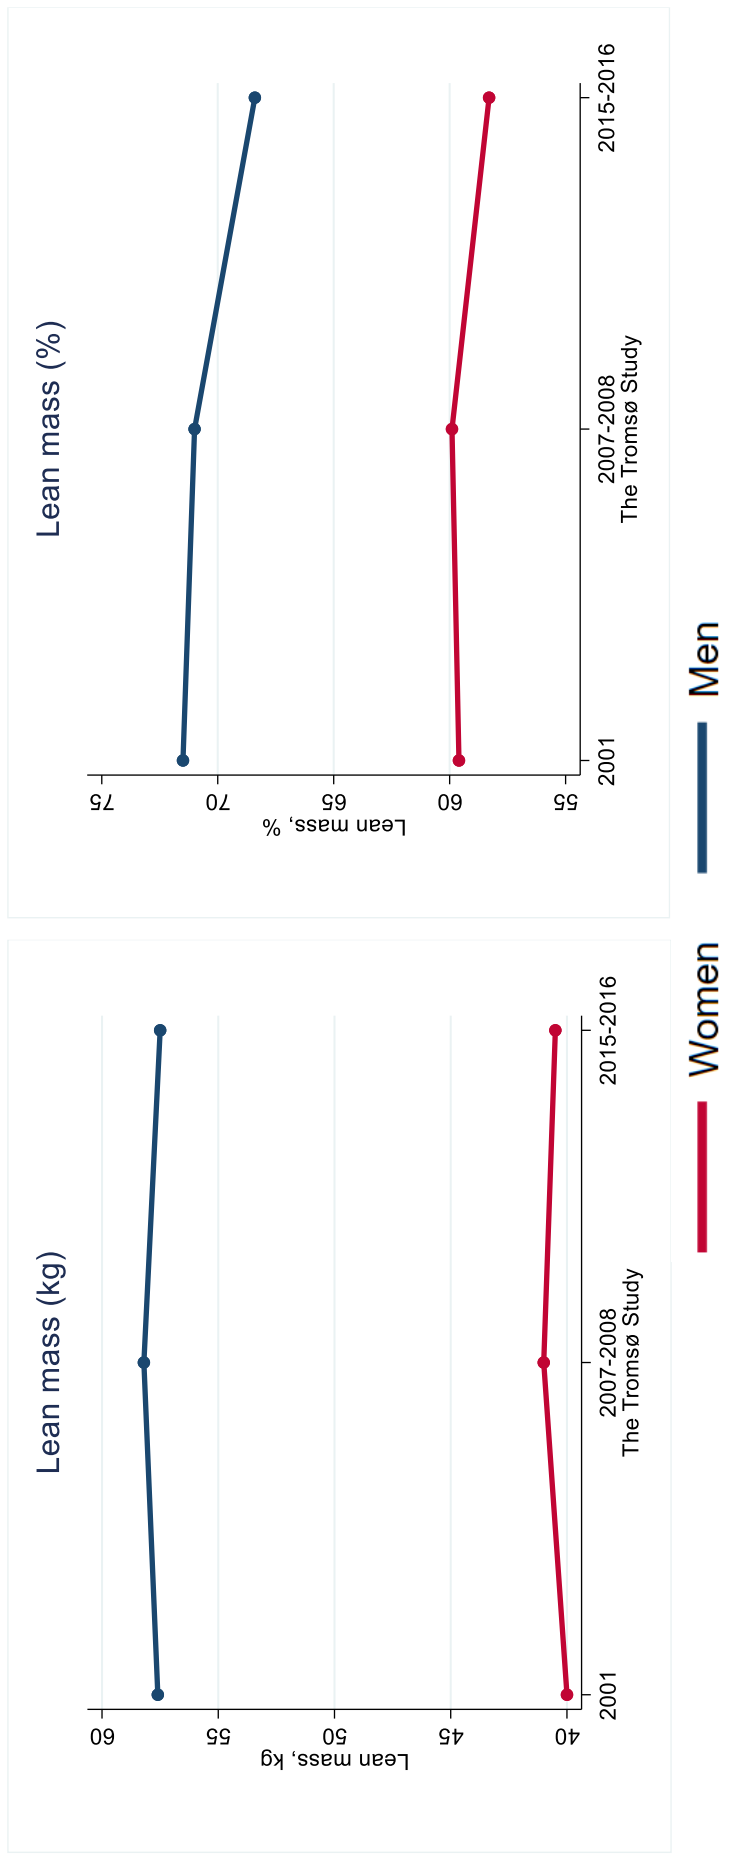 Lean mass (kg)
60
55
50
45
40
Lean mass, kg
2001
2007-2008
2015-2016
The Tromsø Study
Lean mass (%)
75
70
65
60
55
Lean mass, %
2001
2007-2008
2015-2016
The Tromsø Study
Women
Men